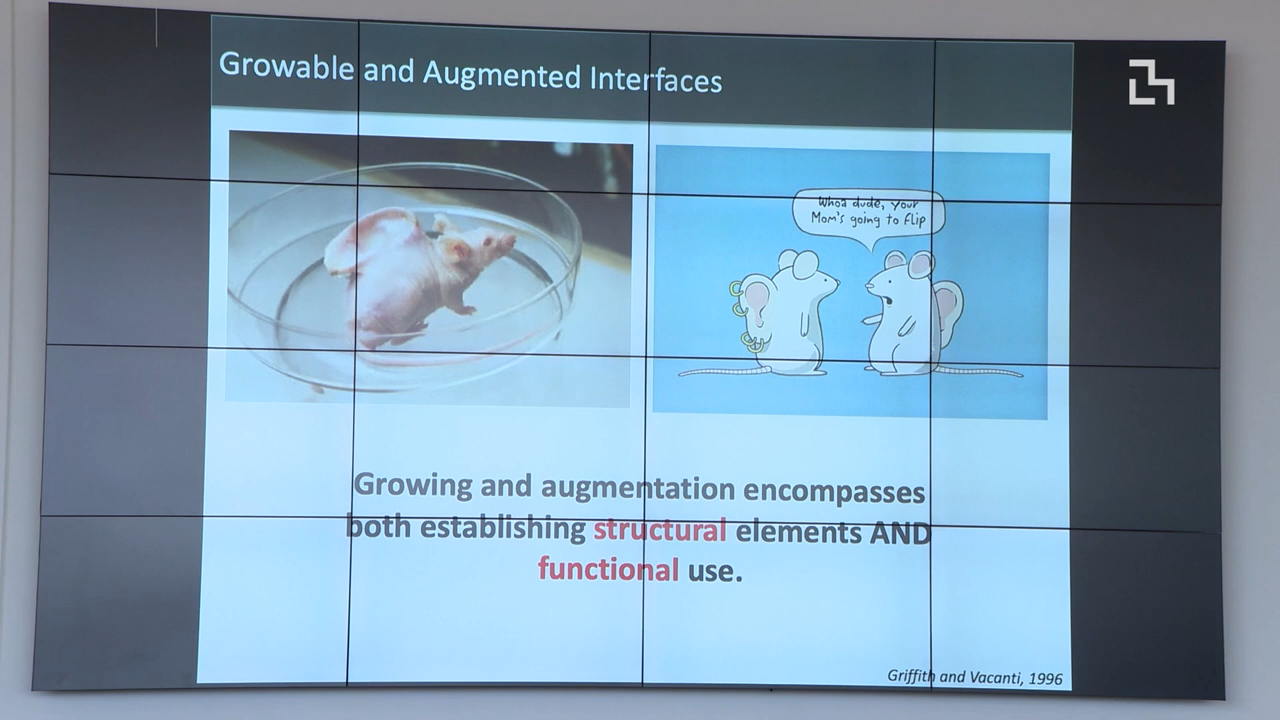 Growable and Augmented Interfaces
Whoa dude, your
Mom's going to flip
Growing and augmentation encompasses
both establishing structural elements AND
functional use.
Griffith and Vacanti, 1996